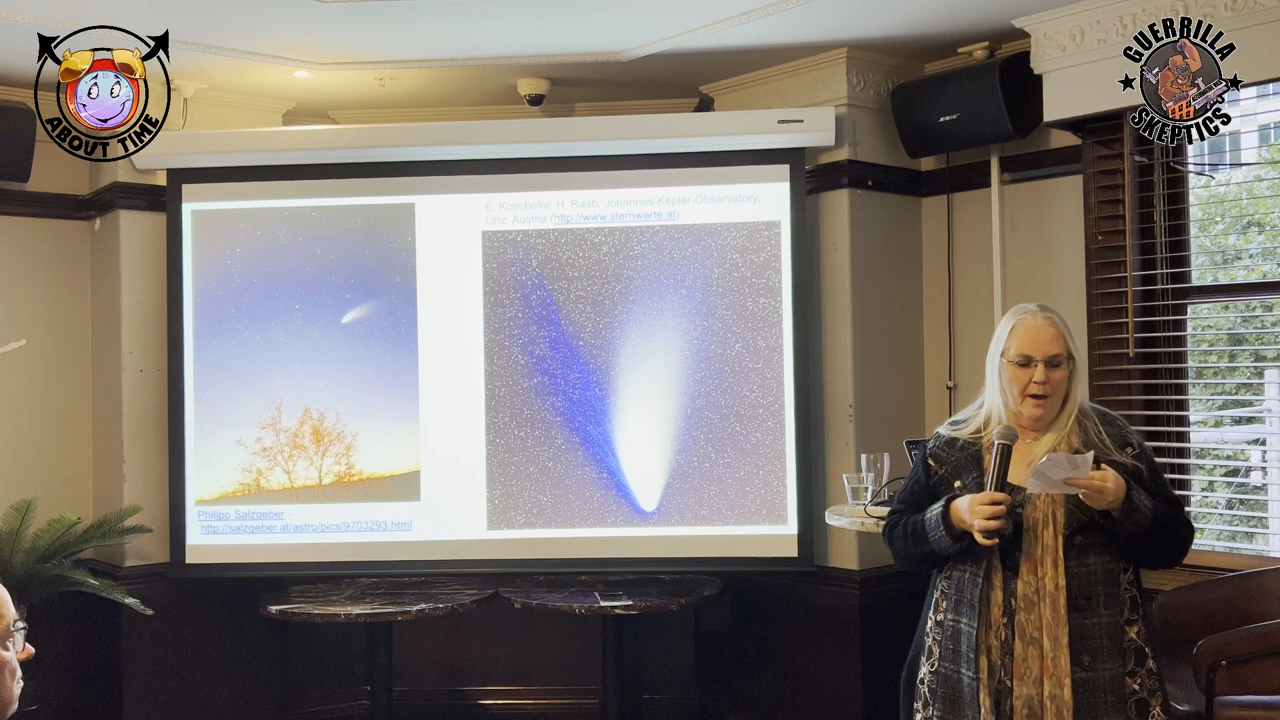 ABOUT TIME
GUERRILLA
SKEPTICS
BOSE
E. Kolmhofer, H. Raab; Johannes-Kepler-Observatory,
Linz, Austria (http://www.sternwarte.at)
Philipp Salzgeber -
http://salzgeber.at/astro/pics/9703293.html